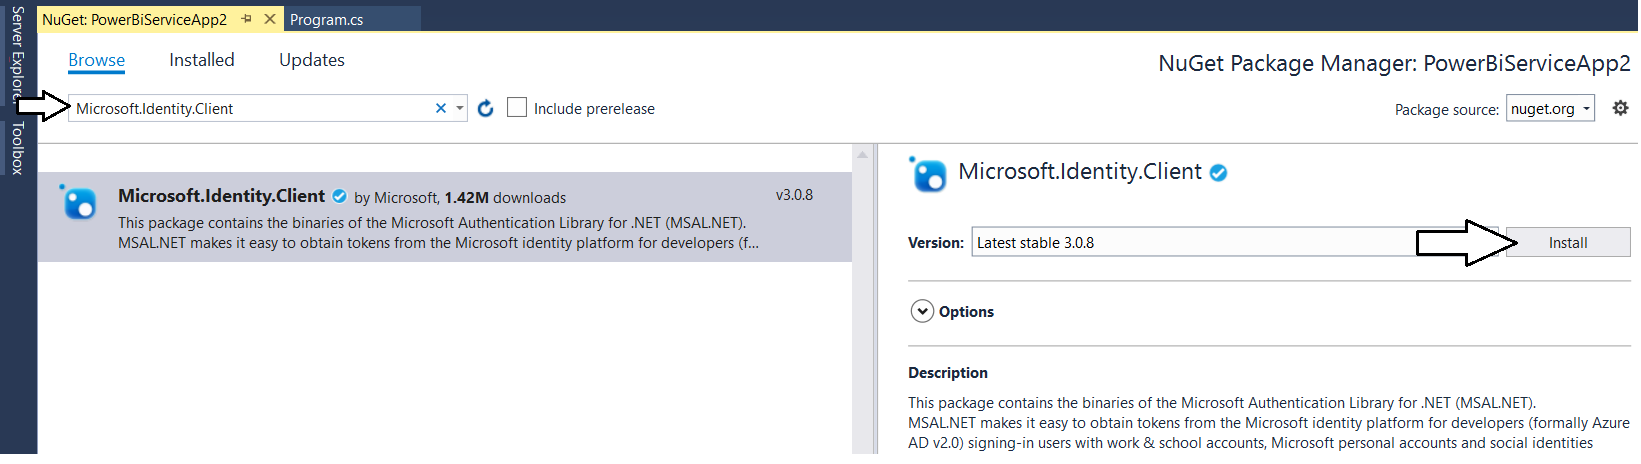 NuGet: PowerBiServiceApp2
Program.cs
Server Explorer
Toolbox
Browse Installed Updates
NuGet Package Manager: PowerBiServiceApp2
Microsoft.Identity.Client
Include prerelease
Package source: nuget.org
Microsoft.Identity.Client by Microsoft, 1.42M downloads
v3.0.8
This package contains the binaries of the Microsoft Authentication Library for .NET (MSAL.NET).
MSAL.NET makes it easy to obtain tokens from the Microsoft identity platform for developers (f...
Microsoft.Identity.Client
Version: Latest stable 3.0.8
Install
Options
Description
This package contains the binaries of the Microsoft Authentication Library for .NET (MSAL.NET).
MSAL.NET makes it easy to obtain tokens from the Microsoft identity platform for developers (formally Azure
AD v2.0) signing-in users with work & school accounts, Microsoft personal accounts and social identities